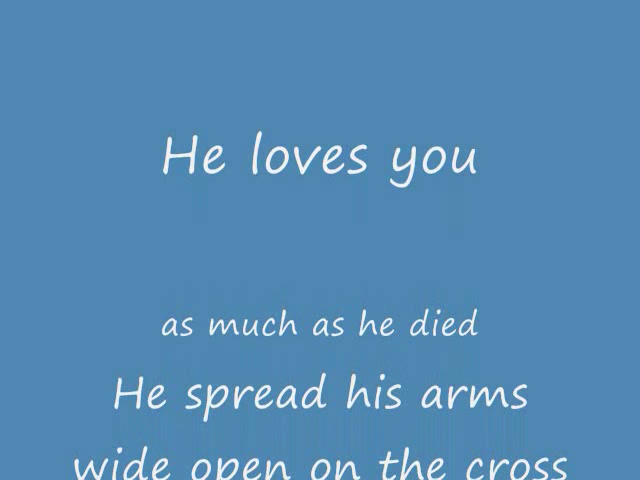 He loves you
as much as he died
He spread his arms
wide open on the cross